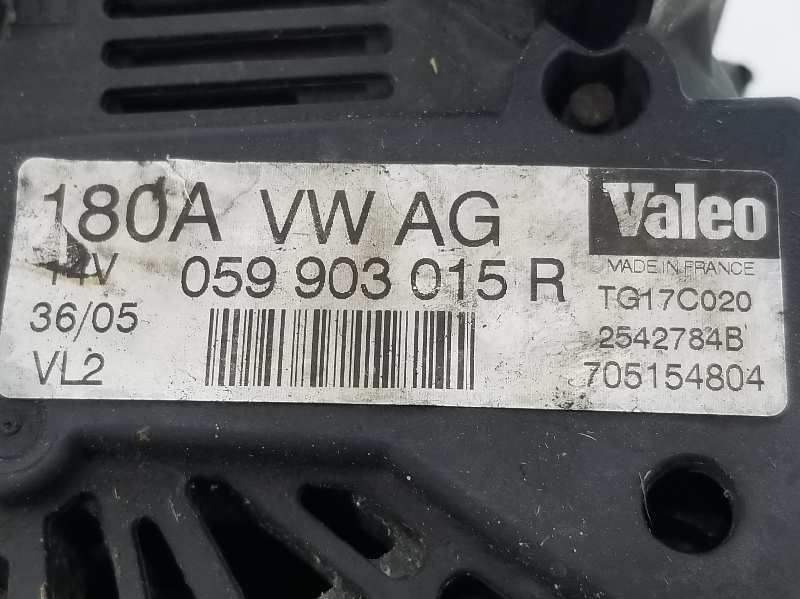 180A VW AG
Valeo
MADE IN FRANCE
14V
059 903 015 R
TG17C020
36/05
2542784B
VL2
705154804